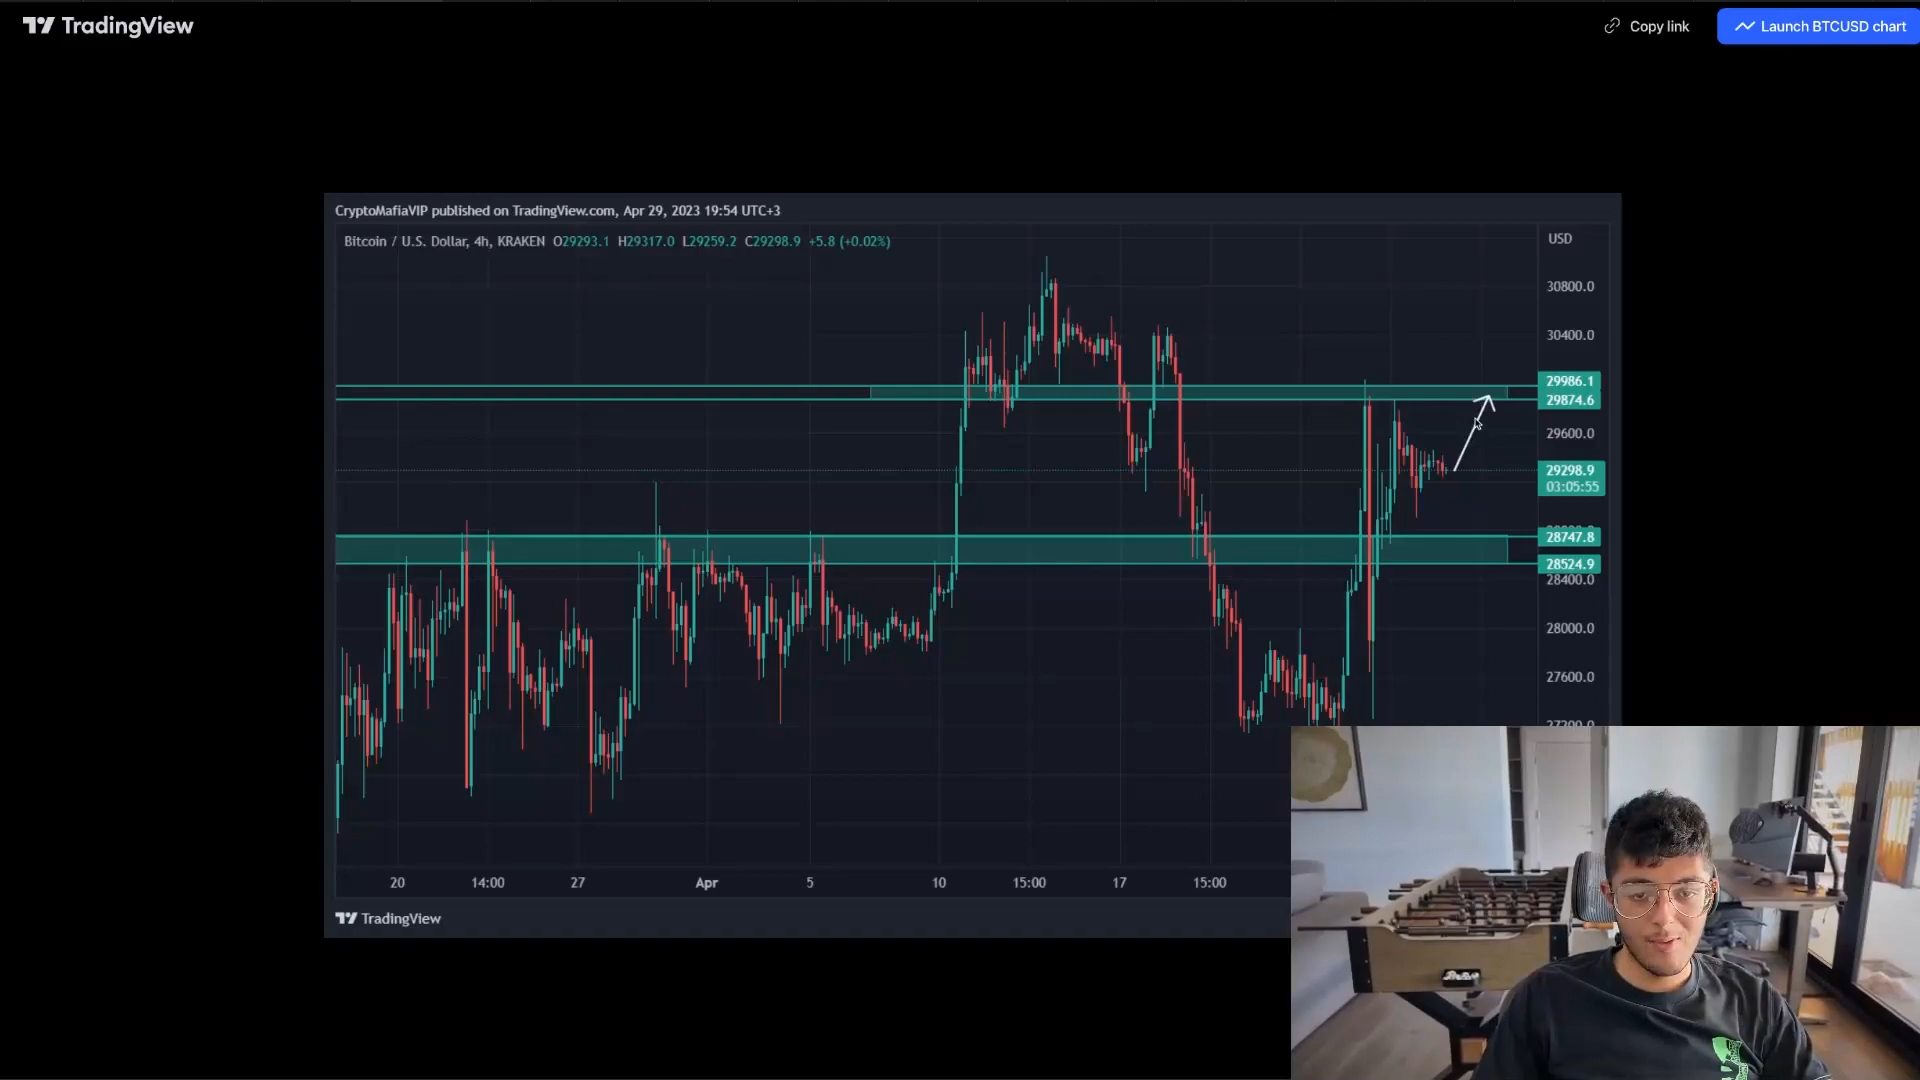 TradingView
Copy link
Launch BTCUSD chart
CryptoMafiaVIP published on TradingView.com, Apr 29, 2023 19:54 UTC+3
Bitcoin / U.S. Dollar, 4h, KRAKEN O29293.1 H29317.0 L29259.2 C29298.9 +5.8 (+0.02%)
USD
30800.0
30400.0
29986.1
29874.6
29600.0
29298.9
03:05:55
28747.8
28524.9
28400.0
28000.0
27600.0
20 14:00 27 Apr 5 10 15:00 17 15:00
TradingView